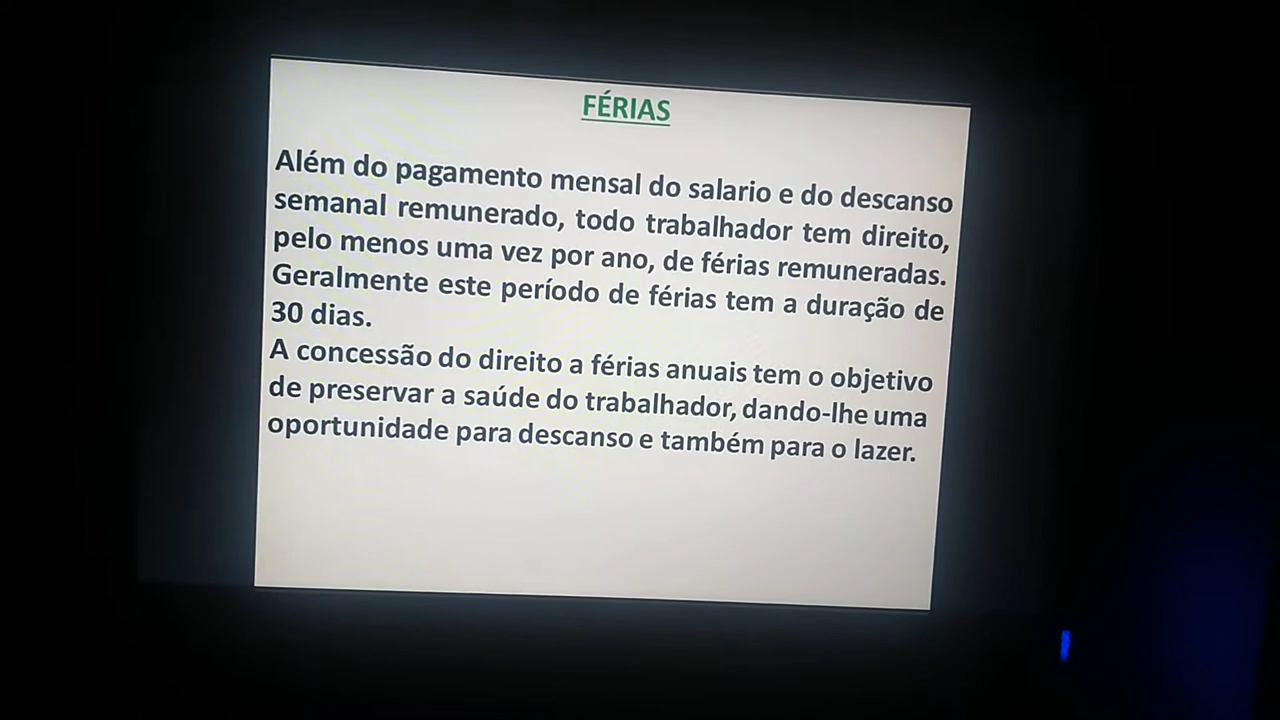 FÉRIAS
Além do pagamento mensal do salario e do descanso
semanal remunerado, todo trabalhador tem direito,
pelo menos uma vez por ano, de férias remuneradas.
Geralmente este período de férias tem a duração de
30 dias.
A concessão do direito a férias anuais tem o objetivo
de preservar a saúde do trabalhador, dando-lhe uma
oportunidade para descanso e também para o lazer.